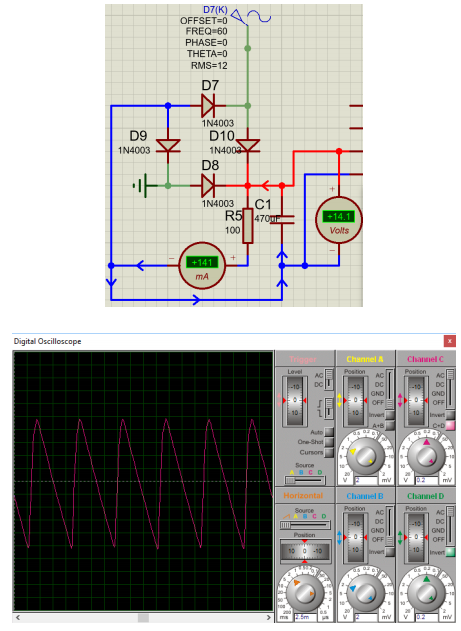 D7(K)
OFFSET=0
FREQ=60
PHASE=0
THETA=0
RMS=12
D7
1N4003
D9
1N4003
D10
1N4003
D8
1N4003
R5
100
C1
470uF
+14.1
Volts
+141
mA
Digital Oscilloscope
Trigger
Channel A
Channel C
Level
AC
DC
Auto
One-Shot
Cursors
Source
A B C D
Position
AC
DC
GND
OFF
Invert
A+B
V
2
mV
Position
AC
DC
GND
OFF
Invert
C+D
V
0.2
mV
Horizontal
Channel B
Channel D
Source
A B C D
Position
10 0 -10
ms
2.5m
µs
Position
AC
DC
GND
OFF
Invert
V
2
mV
Position
AC
DC
GND
OFF
Invert
V
0.2
mV